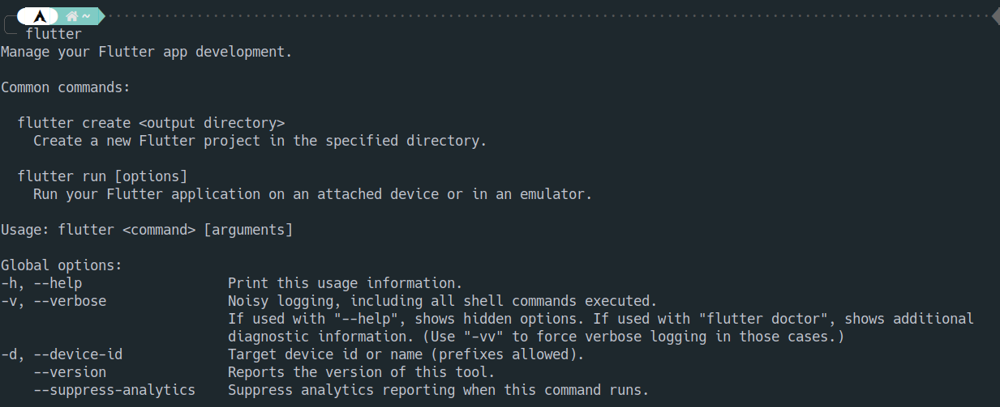 ~
flutter
Manage your Flutter app development.
Common commands:
flutter create <output directory>
Create a new Flutter project in the specified directory.
flutter run [options]
Run your Flutter application on an attached device or in an emulator.
Usage: flutter <command> [arguments]
Global options:
-h, --help Print this usage information.
-v, --verbose Noisy logging, including all shell commands executed.
If used with "--help", shows hidden options. If used with "flutter doctor", shows additional
diagnostic information. (Use "-vv" to force verbose logging in those cases.)
-d, --device-id Target device id or name (prefixes allowed).
--version Reports the version of this tool.
--suppress-analytics Suppress analytics reporting when this command runs.